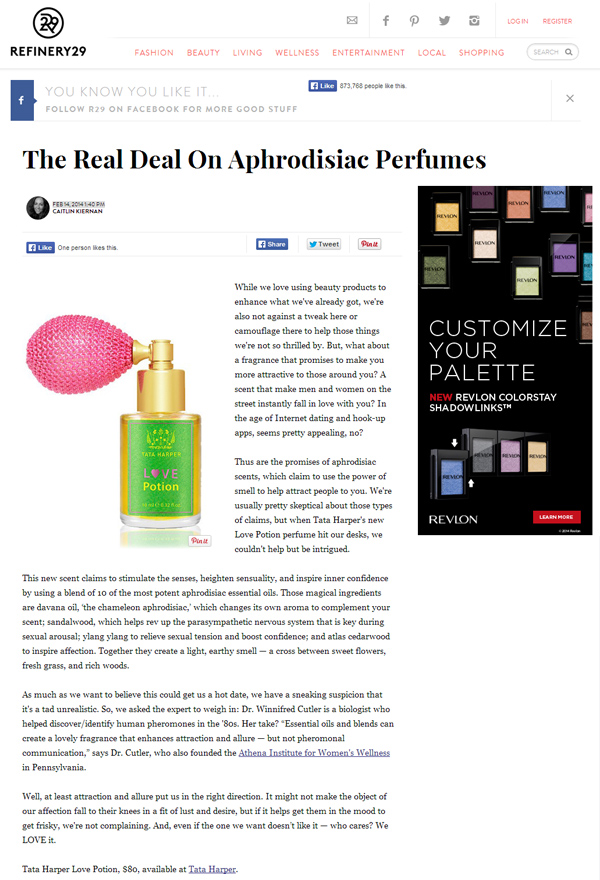 29
REFINERY29
LOG IN REGISTER
FASHION BEAUTY LIVING WELLNESS ENTERTAINMENT LOCAL SHOPPING
SEARCH
f
YOU KNOW YOU LIKE IT...
FOLLOW R29 ON FACEBOOK FOR MORE GOOD STUFF
Like 873,768 people like this.
The Real Deal On Aphrodisiac Perfumes
FEB 14, 2014 1:40 PM
CAITLIN KIERNAN
Like One person likes this.
Share Tweet Pin it
While we love using beauty products to
enhance what we've already got, we're
also not against a tweak here or
camouflage there to help those things
we're not so thrilled by. But, what about
a fragrance that promises to make you
more attractive to those around you? A
scent that make men and women on the
street instantly fall in love with you? In
the age of Internet dating and hook-up
apps, seems pretty appealing, no?
Thus are the promises of aphrodisiac
scents, which claim to use the power of
smell to help attract people to you. We're
usually pretty skeptical about those types
of claims, but when Tata Harper's new
Love Potion perfume hit our desks, we
couldn't help but be intrigued.
TATA HARPER
LOVE
Potion
Pin it
This new scent claims to stimulate the senses, heighten sensuality, and inspire inner confidence
by using a blend of 10 of the most potent aphrodisiac essential oils. Those magical ingredients
are davana oil, 'the chameleon aphrodisiac,' which changes its own aroma to complement your
scent; sandalwood, which helps rev up the parasympathetic nervous system that is key during
sexual arousal; ylang ylang to relieve sexual tension and boost confidence; and atlas cedarwood
to inspire affection. Together they create a light, earthy smell — a cross between sweet flowers,
fresh grass, and rich woods.
As much as we want to believe this could get us a hot date, we have a sneaking suspicion that
it's a tad unrealistic. So, we asked the expert to weigh in: Dr. Winnifred Cutler is a biologist who
helped discover/identify human pheromones in the '80s. Her take? "Essential oils and blends can
create a lovely fragrance that enhances attraction and allure — but not pheromonal
communication," says Dr. Cutler, who also founded the Athena Institute for Women's Wellness
in Pennsylvania.
Well, at least attraction and allure put us in the right direction. It might not make the object of
our affection fall to their knees in a fit of lust and desire, but if it helps get them in the mood to
get frisky, we're not complaining. And, even if the one we want doesn't like it — who cares? We
LOVE it.
Tata Harper Love Potion, $80, available at Tata Harper.
REVLON
REVLON
REVLON
REVLON
REVLON
CUSTOMIZE
YOUR
PALETTE
NEW REVLON COLORSTAY
SHADOWLINKS™
REVLON
LEARN MORE
© 2014 Revlon